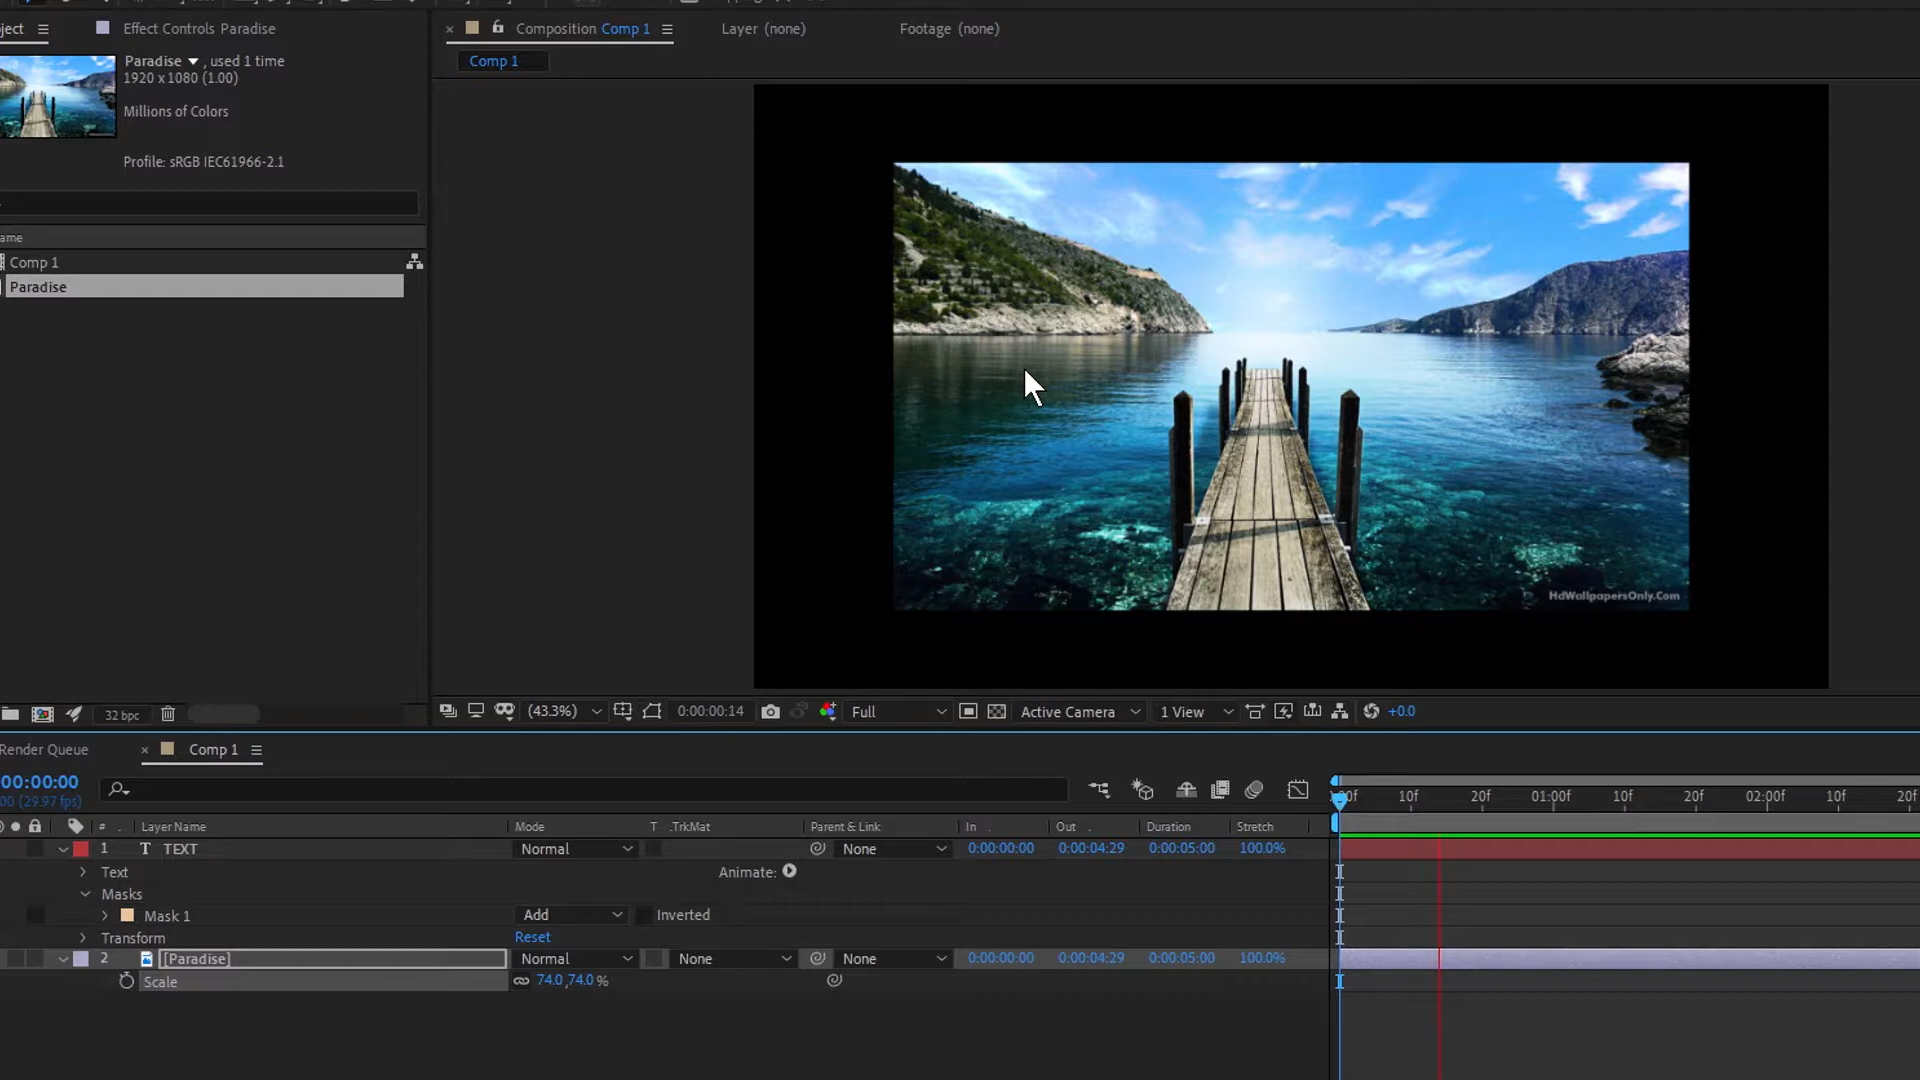 ject
Effect Controls Paradise
Composition Comp 1
Layer (none)
Footage (none)
Paradise , used 1 time
Comp 1
1920 x 1080 (1.00)
Millions of Colors
Profile: sRGB IEC61966-2.1
ame
Comp 1
Paradise
HdWallpapersOnly.Com
32 bpc
(43.3%)
0:00:00:14
Full
Active Camera
1 View
+0.0
Render Queue
Comp 1
00:00:00
00 (29.97 fps)
00f 10f 20f 01:00f 10f 20f 02:00f 10f 20f
# Layer Name Mode T .TrkMat Parent & Link In Out Duration Stretch
1 T TEXT Normal None 0:00:00:00 0:00:04:29 0:00:05:00 100.0%
Text Animate:
Masks
Mask 1 Add Inverted
Transform Reset
2 [Paradise] Normal None None 0:00:00:00 0:00:04:29 0:00:05:00 100.0%
Scale 74.0,74.0 %